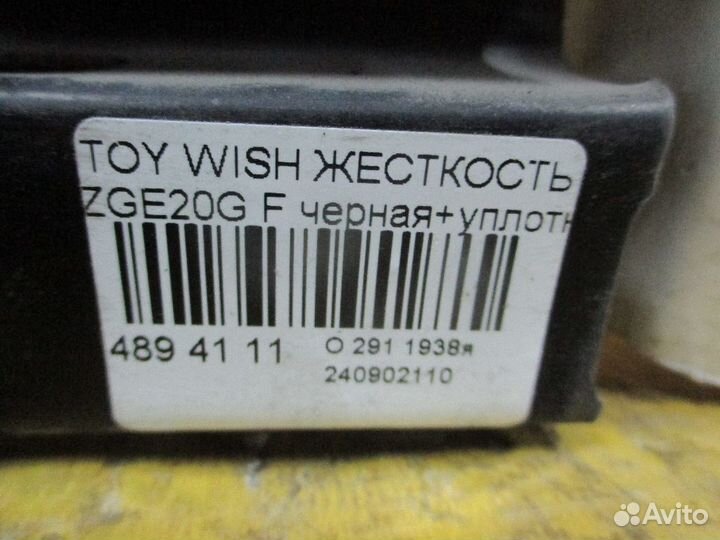 TOY WISH ЖЕСТКОСТЬ
ZGE20G F черная+уплотн
489 41 11 О 291 1938я
240902110
Avito